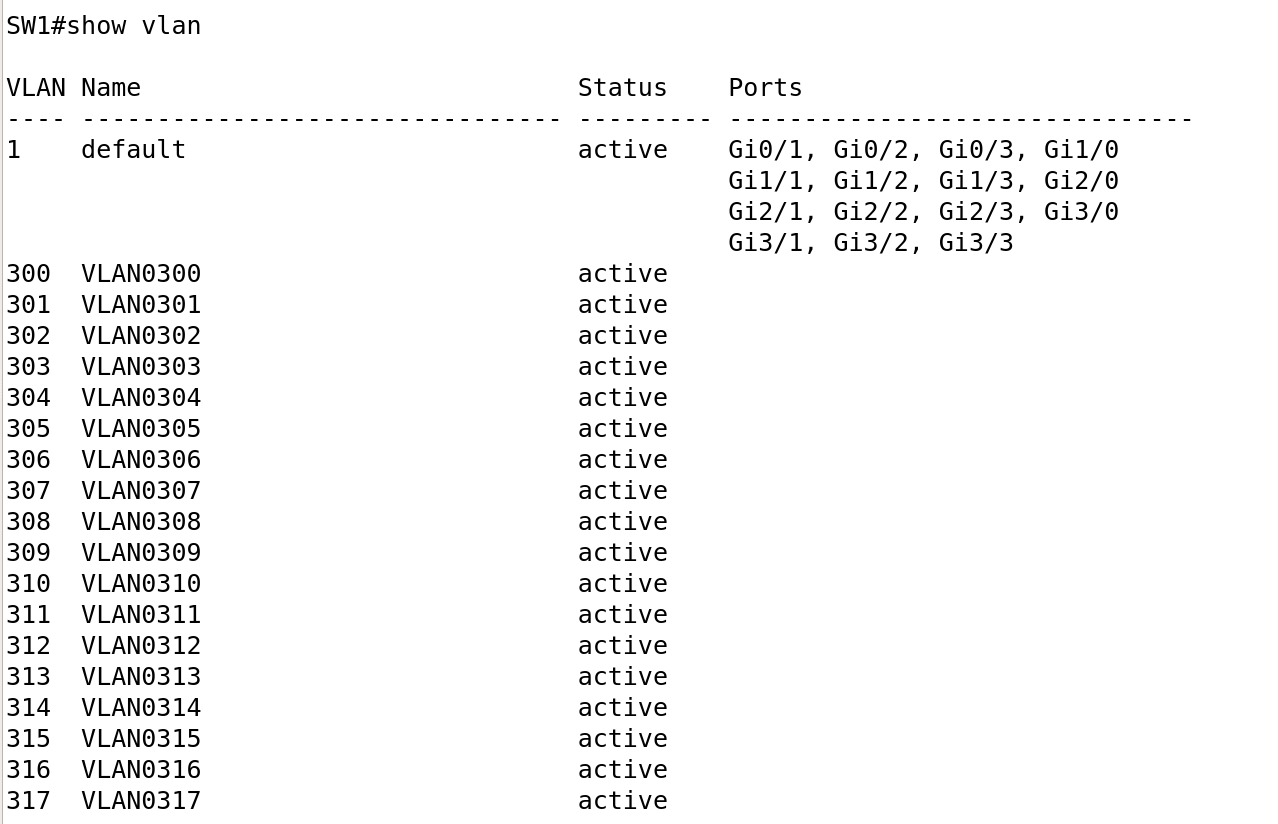 SW1#show vlan

VLAN Name                             Status    Ports
---- -------------------------------- --------- -------------------------------
1    default                          active    Gi0/1, Gi0/2, Gi0/3, Gi1/0
                                                Gi1/1, Gi1/2, Gi1/3, Gi2/0
                                                Gi2/1, Gi2/2, Gi2/3, Gi3/0
                                                Gi3/1, Gi3/2, Gi3/3
300  VLAN0300                         active
301  VLAN0301                         active
302  VLAN0302                         active
303  VLAN0303                         active
304  VLAN0304                         active
305  VLAN0305                         active
306  VLAN0306                         active
307  VLAN0307                         active
308  VLAN0308                         active
309  VLAN0309                         active
310  VLAN0310                         active
311  VLAN0311                         active
312  VLAN0312                         active
313  VLAN0313                         active
314  VLAN0314                         active
315  VLAN0315                         active
316  VLAN0316                         active
317  VLAN0317                         active